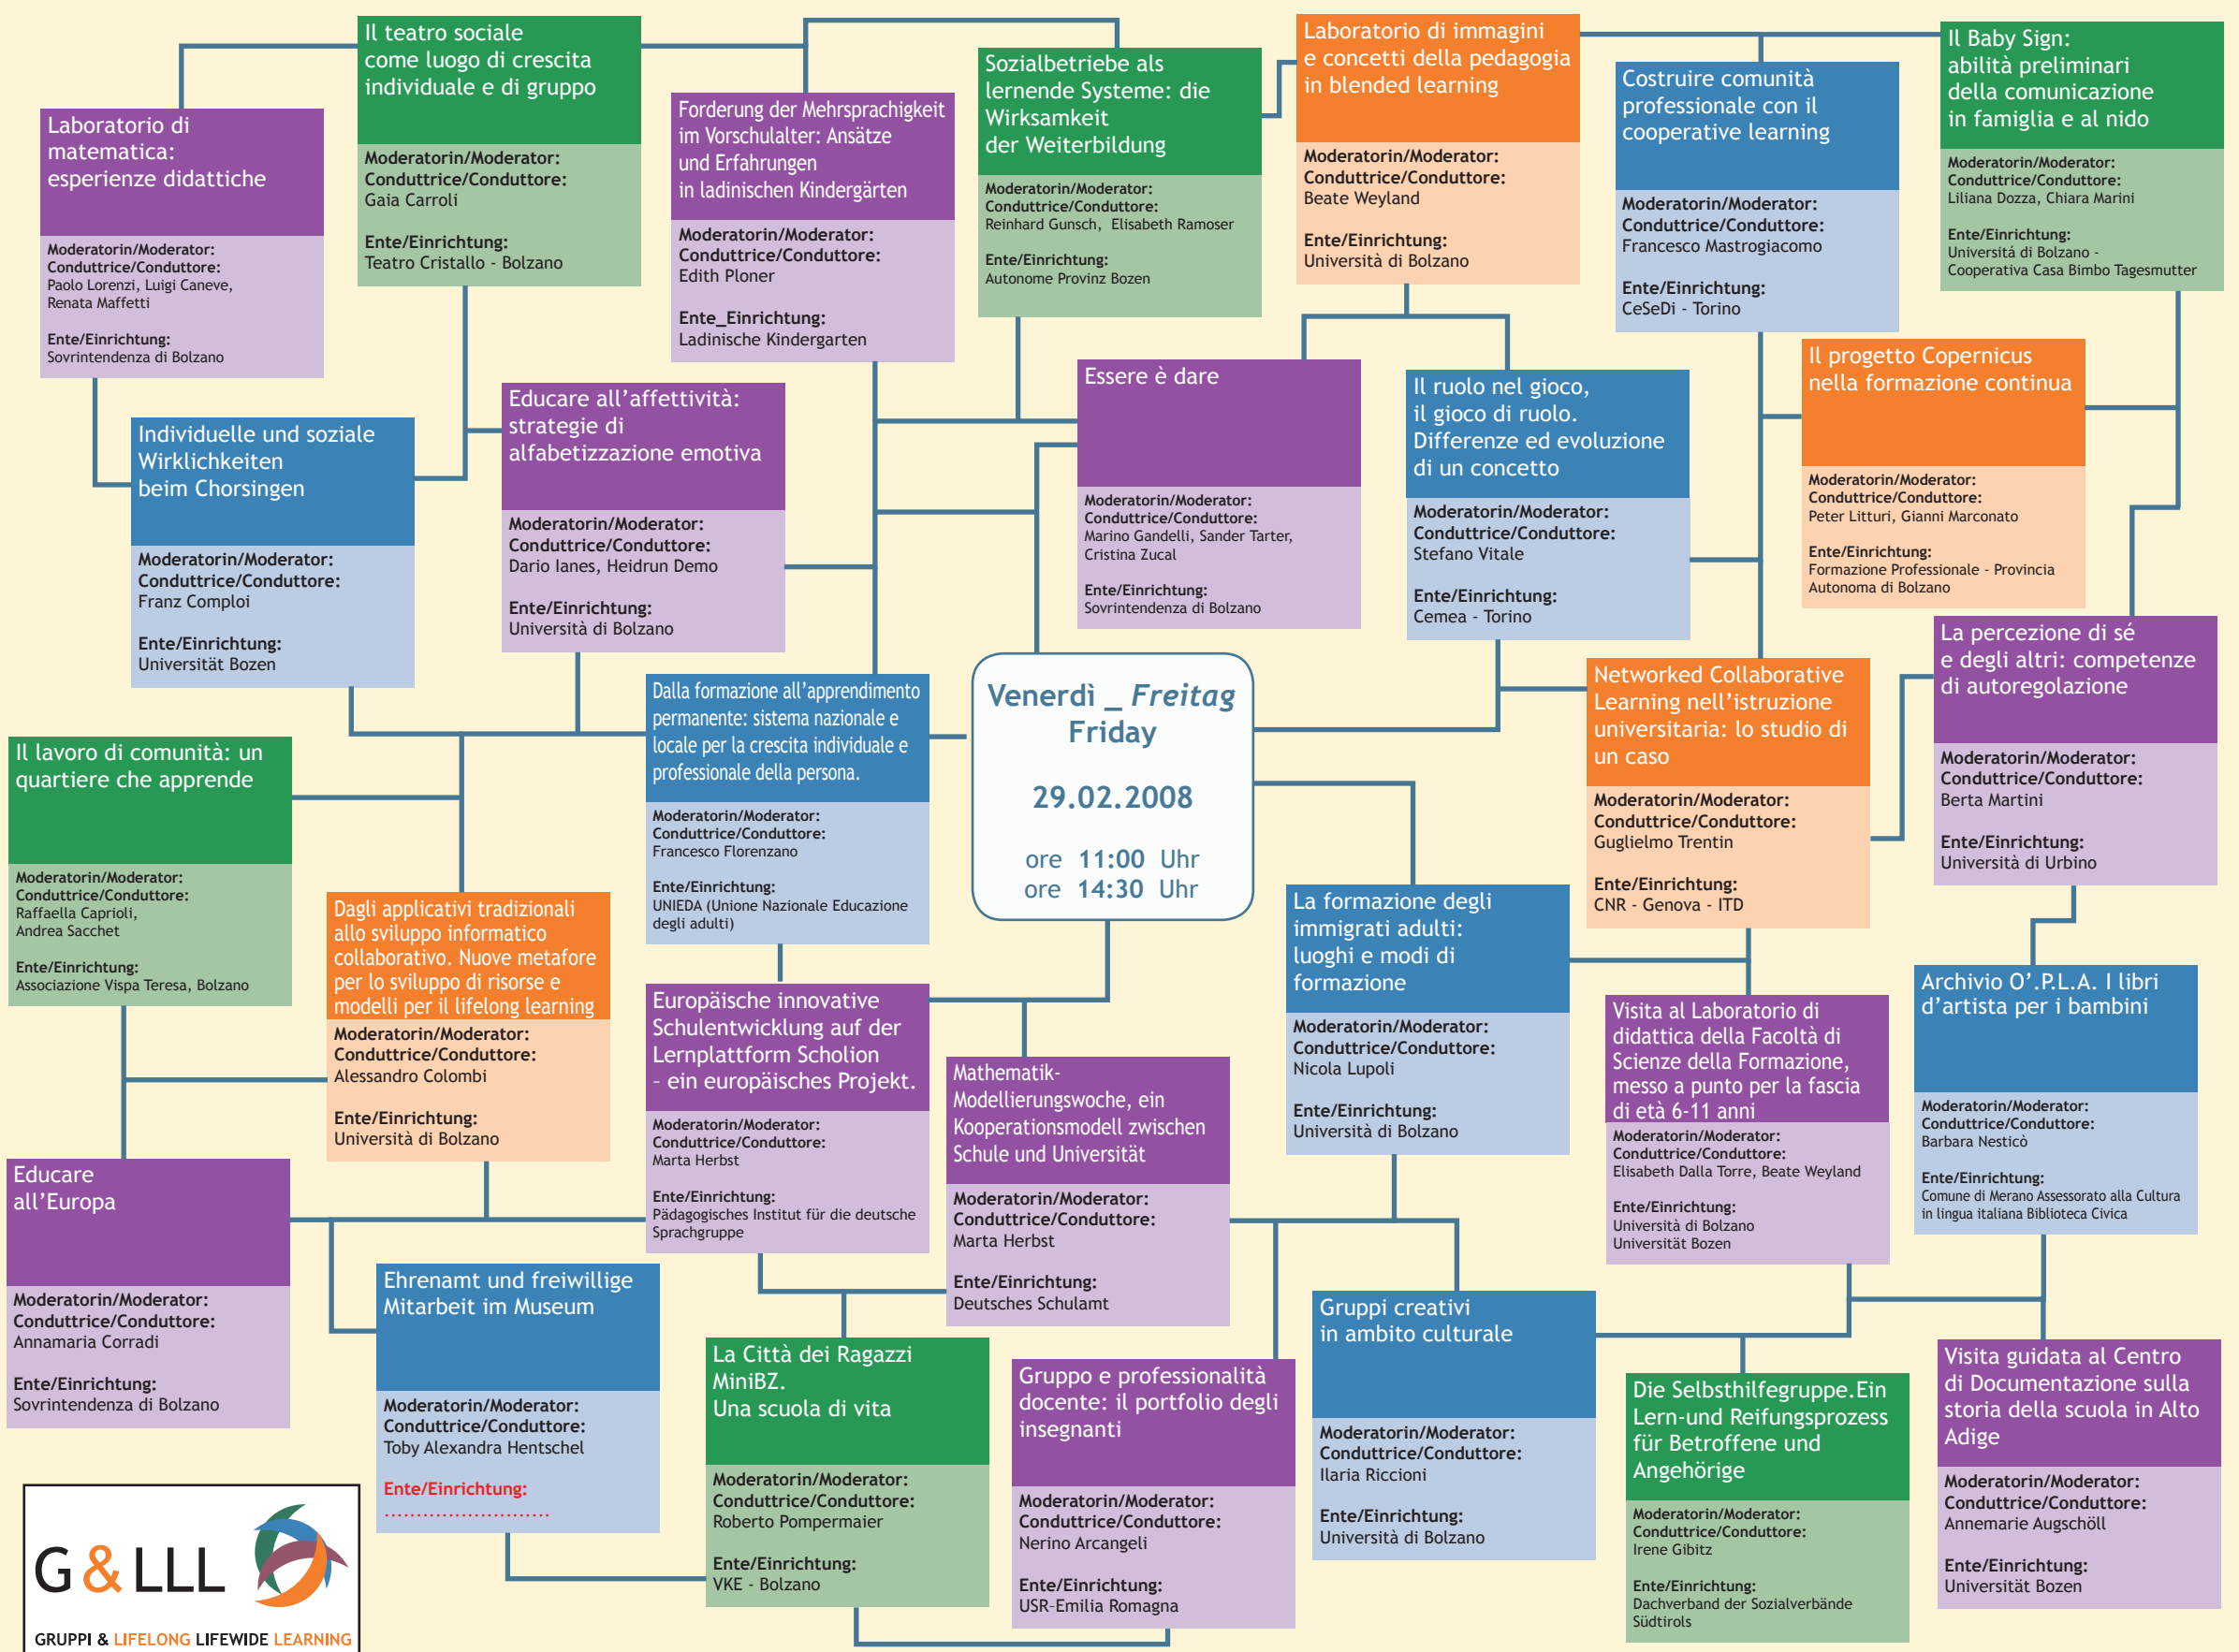 Il teatro sociale
come luogo di crescita
individuale e di gruppo
Moderatorin/Moderator:
Conduttrice/Conduttore:
Gaia Carroli
Ente/Einrichtung:
Teatro Cristallo - Bolzano
Laboratorio di immagini
e concetti della pedagogia
in blended learning
Moderatorin/Moderator:
Conduttrice/Conduttore:
Beate Weyland
Ente/Einrichtung:
Università di Bolzano
Il Baby Sign:
abilità preliminari
della comunicazione
in famiglia e al nido
Moderatorin/Moderator:
Conduttrice/Conduttore:
Liliana Dozza, Chiara Marini
Ente/Einrichtung:
Universitá di Bolzano -
Cooperativa Casa Bimbo Tagesmutter
Sozialbetriebe als
lernende Systeme: die
Wirksamkeit
der Weiterbildung
Moderatorin/Moderator:
Conduttrice/Conduttore:
Reinhard Gunsch, Elisabeth Ramoser
Ente/Einrichtung:
Autonome Provinz Bozen
Costruire comunità
professionale con il
cooperative learning
Moderatorin/Moderator:
Conduttrice/Conduttore:
Francesco Mastrogiacomo
Ente/Einrichtung:
CeSeDi - Torino
Forderung der Mehrsprachigkeit
im Vorschulalter: Ansätze
und Erfahrungen
in ladinischen Kindergärten
Moderatorin/Moderator:
Conduttrice/Conduttore:
Edith Ploner
Ente_Einrichtung:
Ladinische Kindergarten
Laboratorio di
matematica:
esperienze didattiche
Moderatorin/Moderator:
Conduttrice/Conduttore:
Paolo Lorenzi, Luigi Caneve,
Renata Maffetti
Ente/Einrichtung:
Sovrintendenza di Bolzano
Il progetto Copernicus
nella formazione continua
Moderatorin/Moderator:
Conduttrice/Conduttore:
Peter Litturi, Gianni Marconato
Ente/Einrichtung:
Formazione Professionale - Provincia
Autonoma di Bolzano
Essere è dare
Moderatorin/Moderator:
Conduttrice/Conduttore:
Marino Gandelli, Sander Tarter,
Cristina Zucal
Ente/Einrichtung:
Sovrintendenza di Bolzano
Il ruolo nel gioco,
il gioco di ruolo.
Differenze ed evoluzione
di un concetto
Moderatorin/Moderator:
Conduttrice/Conduttore:
Stefano Vitale
Ente/Einrichtung:
Cemea - Torino
Educare all'affettività:
strategie di
alfabetizzazione emotiva
Moderatorin/Moderator:
Conduttrice/Conduttore:
Dario Ianes, Heidrun Demo
Ente/Einrichtung:
Università di Bolzano
Individuelle und soziale
Wirklichkeiten
beim Chorsingen
Moderatorin/Moderator:
Conduttrice/Conduttore:
Franz Comploi
Ente/Einrichtung:
Universität Bozen
La percezione di sé
e degli altri: competenze
di autoregolazione
Moderatorin/Moderator:
Conduttrice/Conduttore:
Berta Martini
Ente/Einrichtung:
Università di Urbino
Venerdì _ Freitag
Friday
29.02.2008
ore 11:00 Uhr
ore 14:30 Uhr
Networked Collaborative
Learning nell'istruzione
universitaria: lo studio di
un caso
Moderatorin/Moderator:
Conduttrice/Conduttore:
Guglielmo Trentin
Ente/Einrichtung:
CNR - Genova - ITD
Dalla formazione all'apprendimento
permanente: sistema nazionale e
locale per la crescita individuale e
professionale della persona.
Moderatorin/Moderator:
Conduttrice/Conduttore:
Francesco Florenzano
Ente/Einrichtung:
UNIEDA (Unione Nazionale Educazione
degli adulti)
Il lavoro di comunità: un
quartiere che apprende
Moderatorin/Moderator:
Conduttrice/Conduttore:
Raffaella Caprioli,
Andrea Sacchet
Ente/Einrichtung:
Associazione Vispa Teresa, Bolzano
La formazione degli
immigrati adulti:
luoghi e modi di
formazione
Moderatorin/Moderator:
Conduttrice/Conduttore:
Nicola Lupoli
Ente/Einrichtung:
Università di Bolzano
Dagli applicativi tradizionali
allo sviluppo informatico
collaborativo. Nuove metafore
per lo sviluppo di risorse e
modelli per il lifelong learning
Moderatorin/Moderator:
Conduttrice/Conduttore:
Alessandro Colombi
Ente/Einrichtung:
Università di Bolzano
Archivio O'.P.L.A. I libri
d'artista per i bambini
Moderatorin/Moderator:
Conduttrice/Conduttore:
Barbara Nesticò
Ente/Einrichtung:
Comune di Merano Assessorato alla Cultura
in lingua italiana Biblioteca Civica
Europäische innovative
Schulentwicklung auf der
Lernplattform Scholion
– ein europäisches Projekt.
Moderatorin/Moderator:
Conduttrice/Conduttore:
Marta Herbst
Ente/Einrichtung:
Pädagogisches Institut für die deutsche
Sprachgruppe
Visita al Laboratorio di
didattica della Facoltà di
Scienze della Formazione,
messo a punto per la fascia
di età 6-11 anni
Moderatorin/Moderator:
Conduttrice/Conduttore:
Elisabeth Dalla Torre, Beate Weyland
Ente/Einrichtung:
Università di Bolzano
Universität Bozen
Mathematik-
Modellierungswoche, ein
Kooperationsmodell zwischen
Schule und Universität
Moderatorin/Moderator:
Conduttrice/Conduttore:
Marta Herbst
Ente/Einrichtung:
Deutsches Schulamt
Educare
all'Europa
Moderatorin/Moderator:
Conduttrice/Conduttore:
Annamaria Corradi
Ente/Einrichtung:
Sovrintendenza di Bolzano
Ehrenamt und freiwillige
Mitarbeit im Museum
Moderatorin/Moderator:
Conduttrice/Conduttore:
Toby Alexandra Hentschel
Ente/Einrichtung:
..........................
Gruppi creativi
in ambito culturale
Moderatorin/Moderator:
Conduttrice/Conduttore:
Ilaria Riccioni
Ente/Einrichtung:
Università di Bolzano
La Città dei Ragazzi
MiniBZ.
Una scuola di vita
Moderatorin/Moderator:
Conduttrice/Conduttore:
Roberto Pompermaier
Ente/Einrichtung:
VKE - Bolzano
Visita guidata al Centro
di Documentazione sulla
storia della scuola in Alto
Adige
Moderatorin/Moderator:
Conduttrice/Conduttore:
Annemarie Augschöll
Ente/Einrichtung:
Universität Bozen
Gruppo e professionalità
docente: il portfolio degli
insegnanti
Moderatorin/Moderator:
Conduttrice/Conduttore:
Nerino Arcangeli
Ente/Einrichtung:
USR–Emilia Romagna
Die Selbsthilfegruppe.Ein
Lern-und Reifungsprozess
für Betroffene und
Angehörige
Moderatorin/Moderator:
Conduttrice/Conduttore:
Irene Gibitz
Ente/Einrichtung:
Dachverband der Sozialverbände
Südtirols
G & LLL
GRUPPI & LIFELONG LIFEWIDE LEARNING